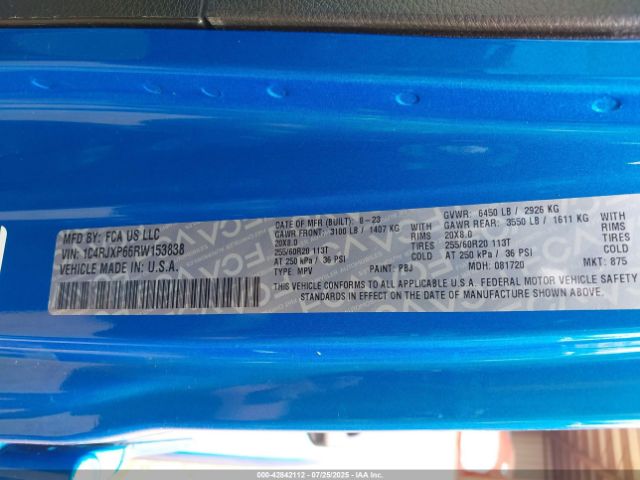 MFD BY: FCA US LLC
VIN: 1C4RJXP66RW153838
VEHICLE MADE IN U.S.A.
DATE OF MFR (BUILT): 8-23
GAWR FRONT: 3100 LB / 1407 KG WITH
20X8.0 RIMS
255/60R20 113T TIRES
AT 250 kPa / 36 PSI COLD
TYPE: MPV PAINT: PBJ
GVWR: 6450 LB / 2926 KG
GAWR REAR: 3550 LB / 1611 KG WITH
20X8.0 RIMS
255/60R20 113T TIRES
AT 250 kPa / 36 PSI COLD
MDH: 081720 MKT: 875
THIS VEHICLE CONFORMS TO ALL APPLICABLE U.S.A. FEDERAL MOTOR VEHICLE SAFETY
STANDARDS IN EFFECT ON THE DATE OF MANUFACTURE SHOWN ABOVE.
000-42842112 | 07/25/2025 | IAA